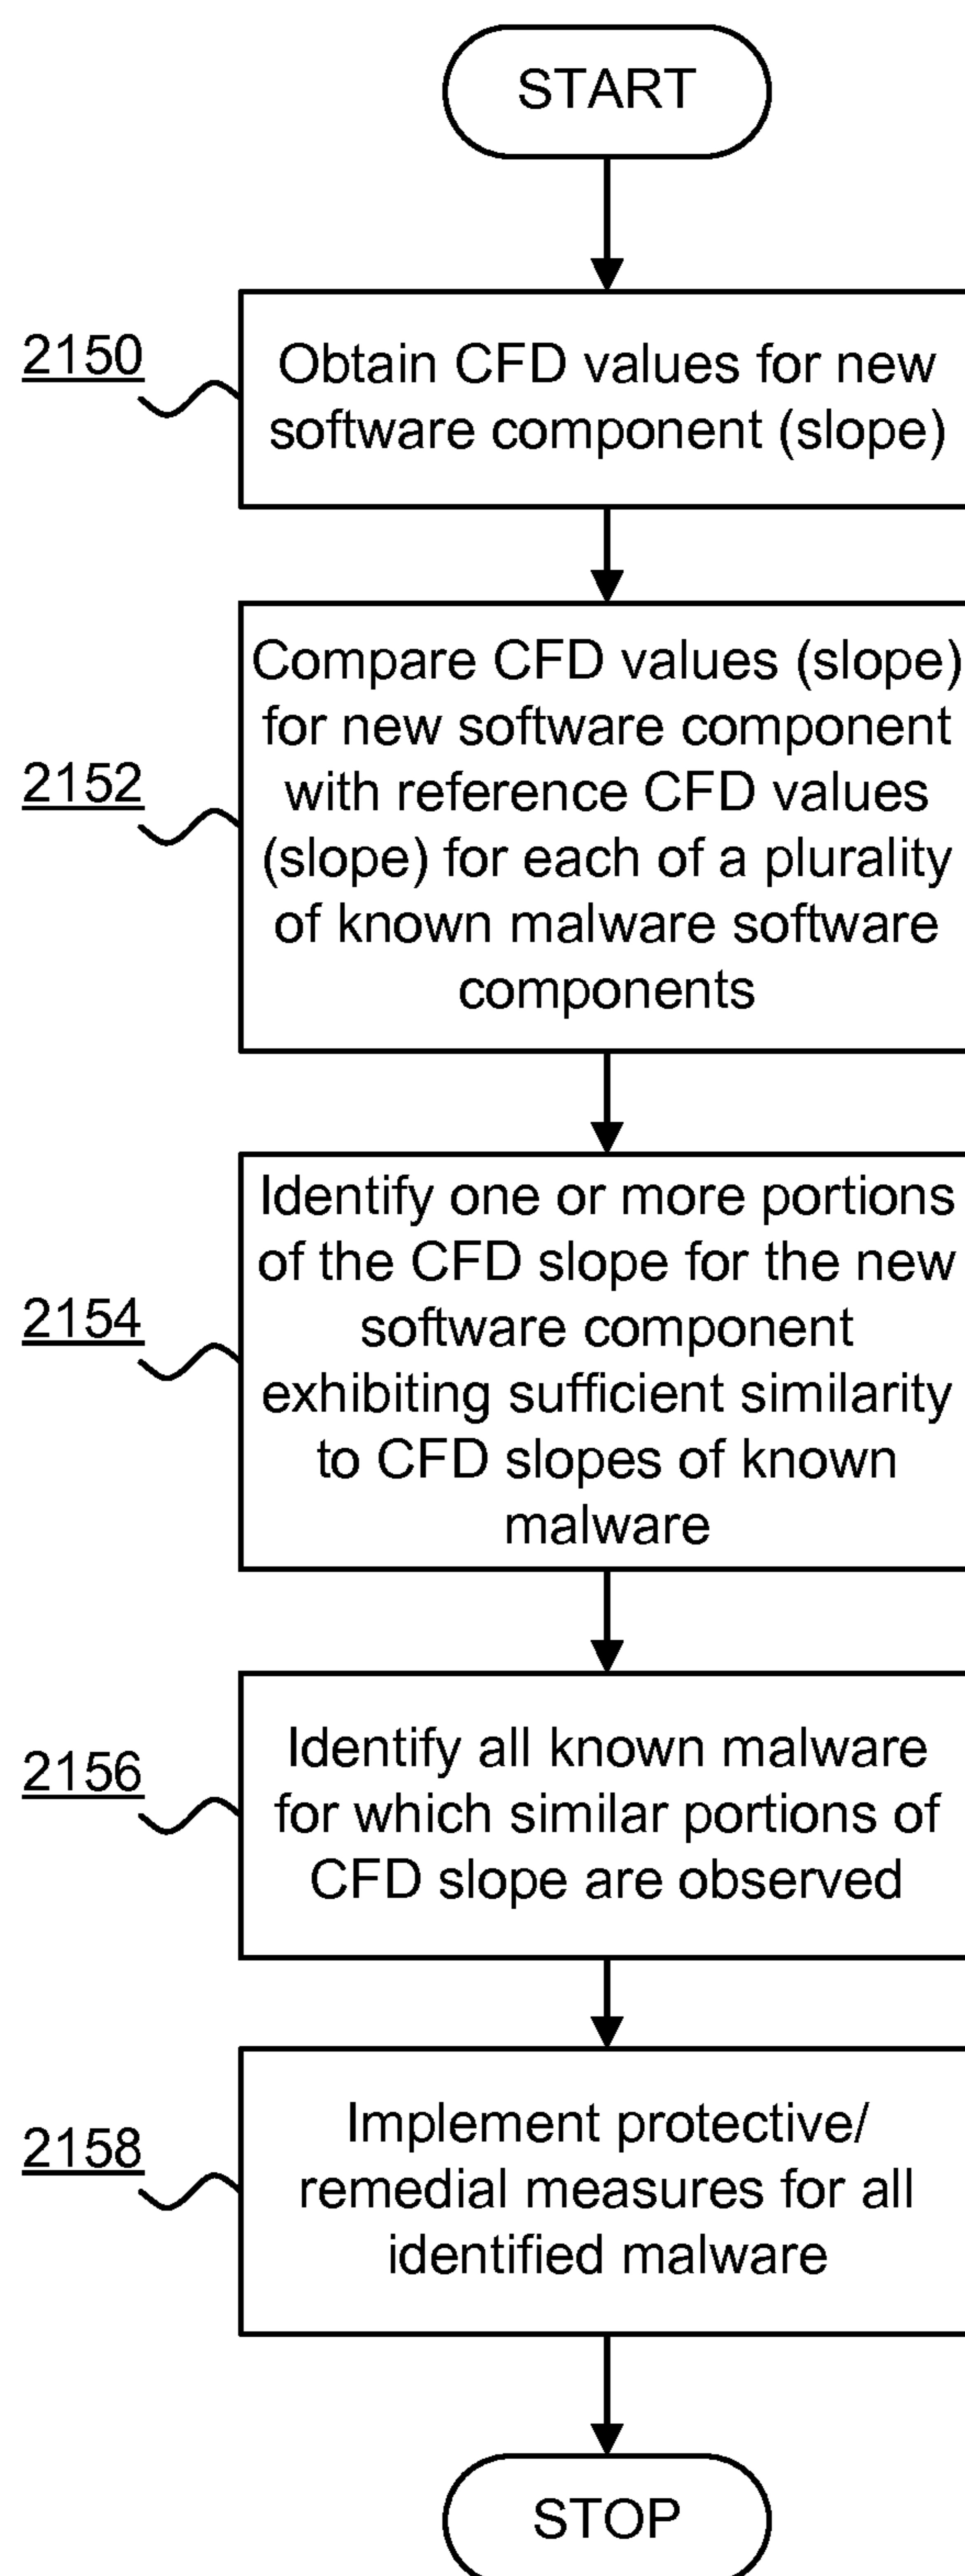 START
2150
Obtain CFD values for new
software component (slope)
2152
Compare CFD values (slope)
for new software component
with reference CFD values
(slope) for each of a plurality
of known malware software
components
2154
Identify one or more portions
of the CFD slope for the new
software component
exhibiting sufficient similarity
to CFD slopes of known
malware
2156
Identify all known malware
for which similar portions of
CFD slope are observed
2158
Implement protective/
remedial measures for all
identified malware
STOP